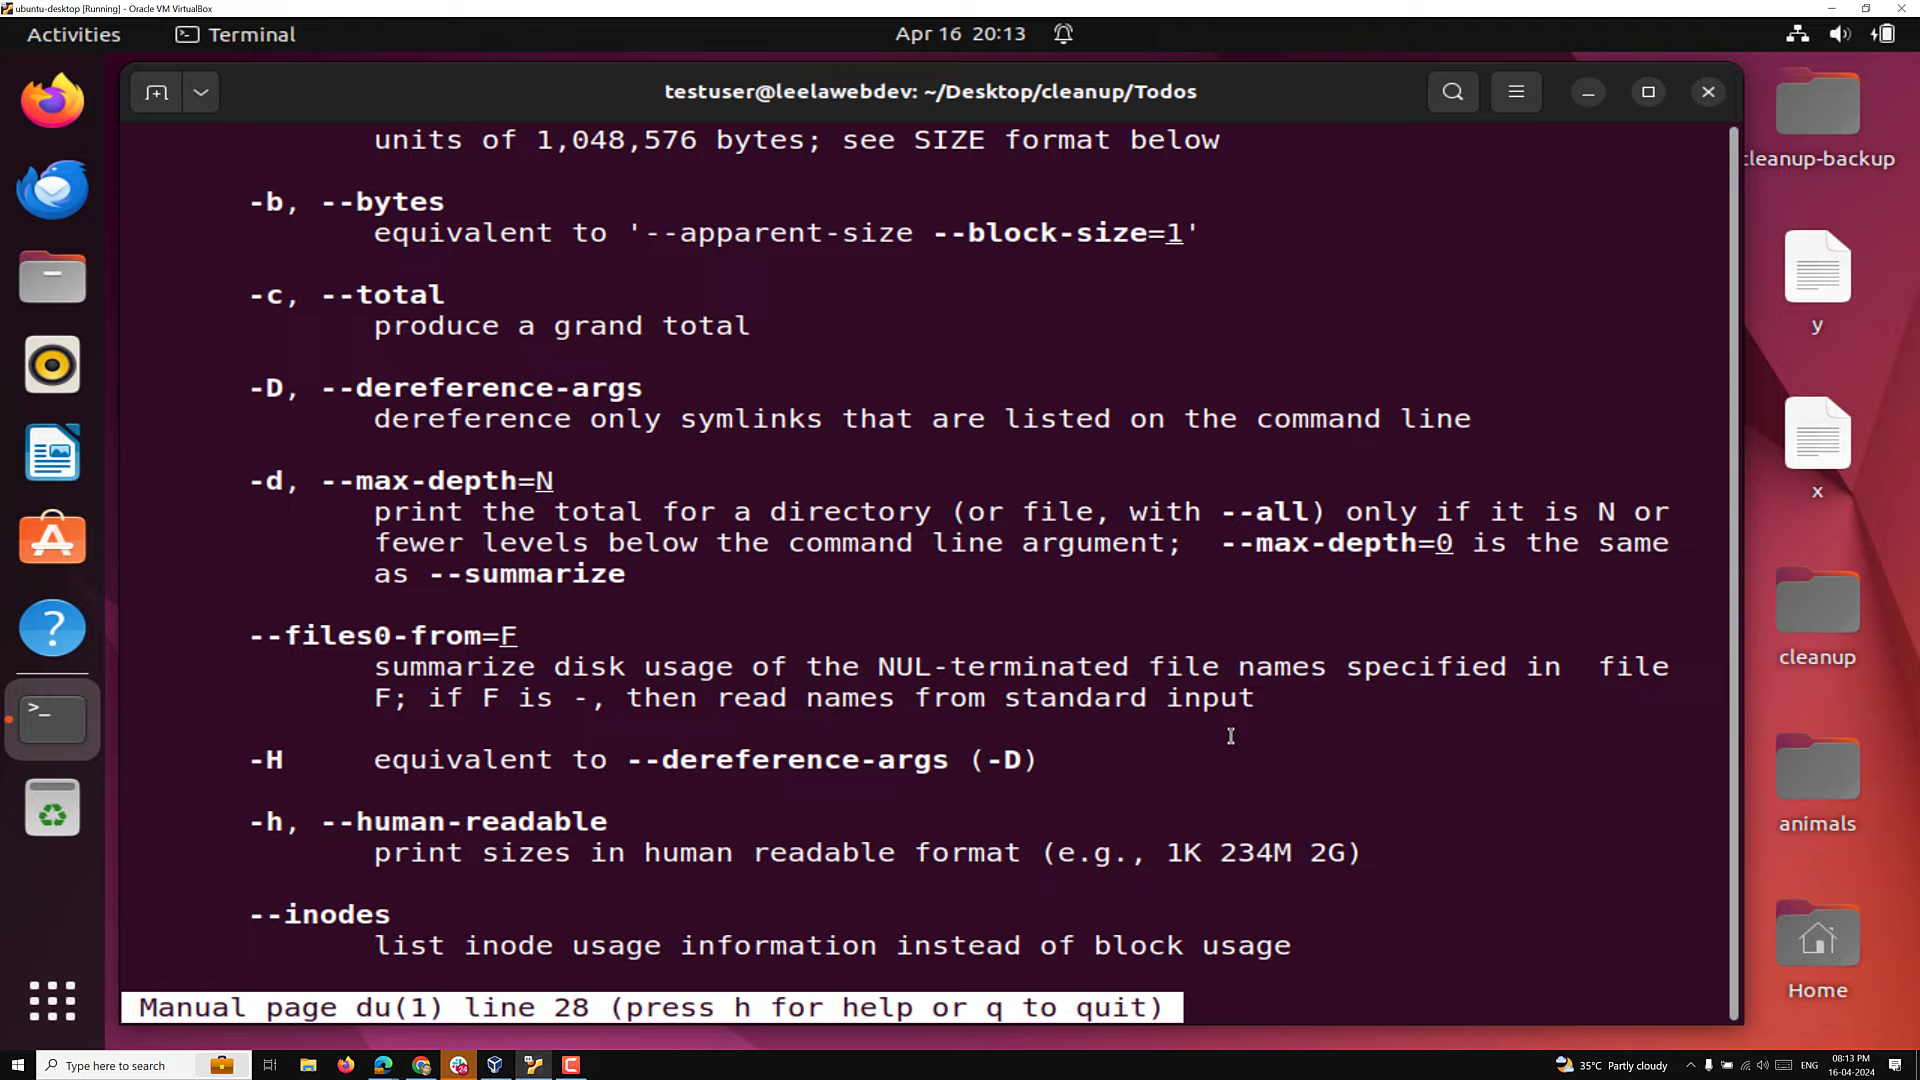 ubuntu-desktop [Running] - Oracle VM VirtualBox
Activities Terminal Apr 16 20:13
testuser@leelawebdev: ~/Desktop/cleanup/Todos
units of 1,048,576 bytes; see SIZE format below
-b, --bytes
equivalent to '--apparent-size --block-size=1'
-c, --total
produce a grand total
-D, --dereference-args
dereference only symlinks that are listed on the command line
-d, --max-depth=N
print the total for a directory (or file, with --all) only if it is N or
fewer levels below the command line argument;  --max-depth=0 is the same
as --summarize
--files0-from=F
summarize disk usage of the NUL-terminated file names specified in  file
F; if F is -, then read names from standard input
-H equivalent to --dereference-args (-D)
-h, --human-readable
print sizes in human readable format (e.g., 1K 234M 2G)
--inodes
list inode usage information instead of block usage
Manual page du(1) line 28 (press h for help or q to quit)
cleanup-backup
y
x
cleanup
animals
Home
Type here to search
35°C Partly cloudy
ENG
08:13 PM
16-04-2024